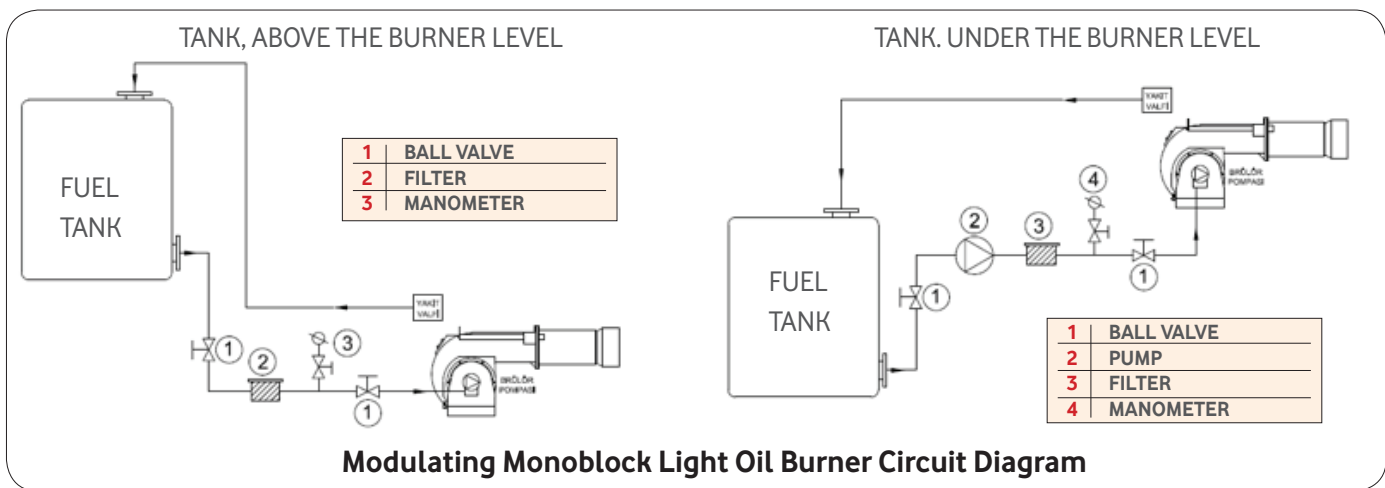 TANK, ABOVE THE BURNER LEVEL
FUEL
TANK
1 BALL VALVE
2 FILTER
3 MANOMETER
YAKIT
VALFİ
1
2
3
1
BRÜLÖR
POMPASI
TANK. UNDER THE BURNER LEVEL
YAKIT
VALFİ
BRÜLÖR
POMPASI
4
2
3
1
1
FUEL
TANK
1 BALL VALVE
2 PUMP
3 FILTER
4 MANOMETER
Modulating Monoblock Light Oil Burner Circuit Diagram